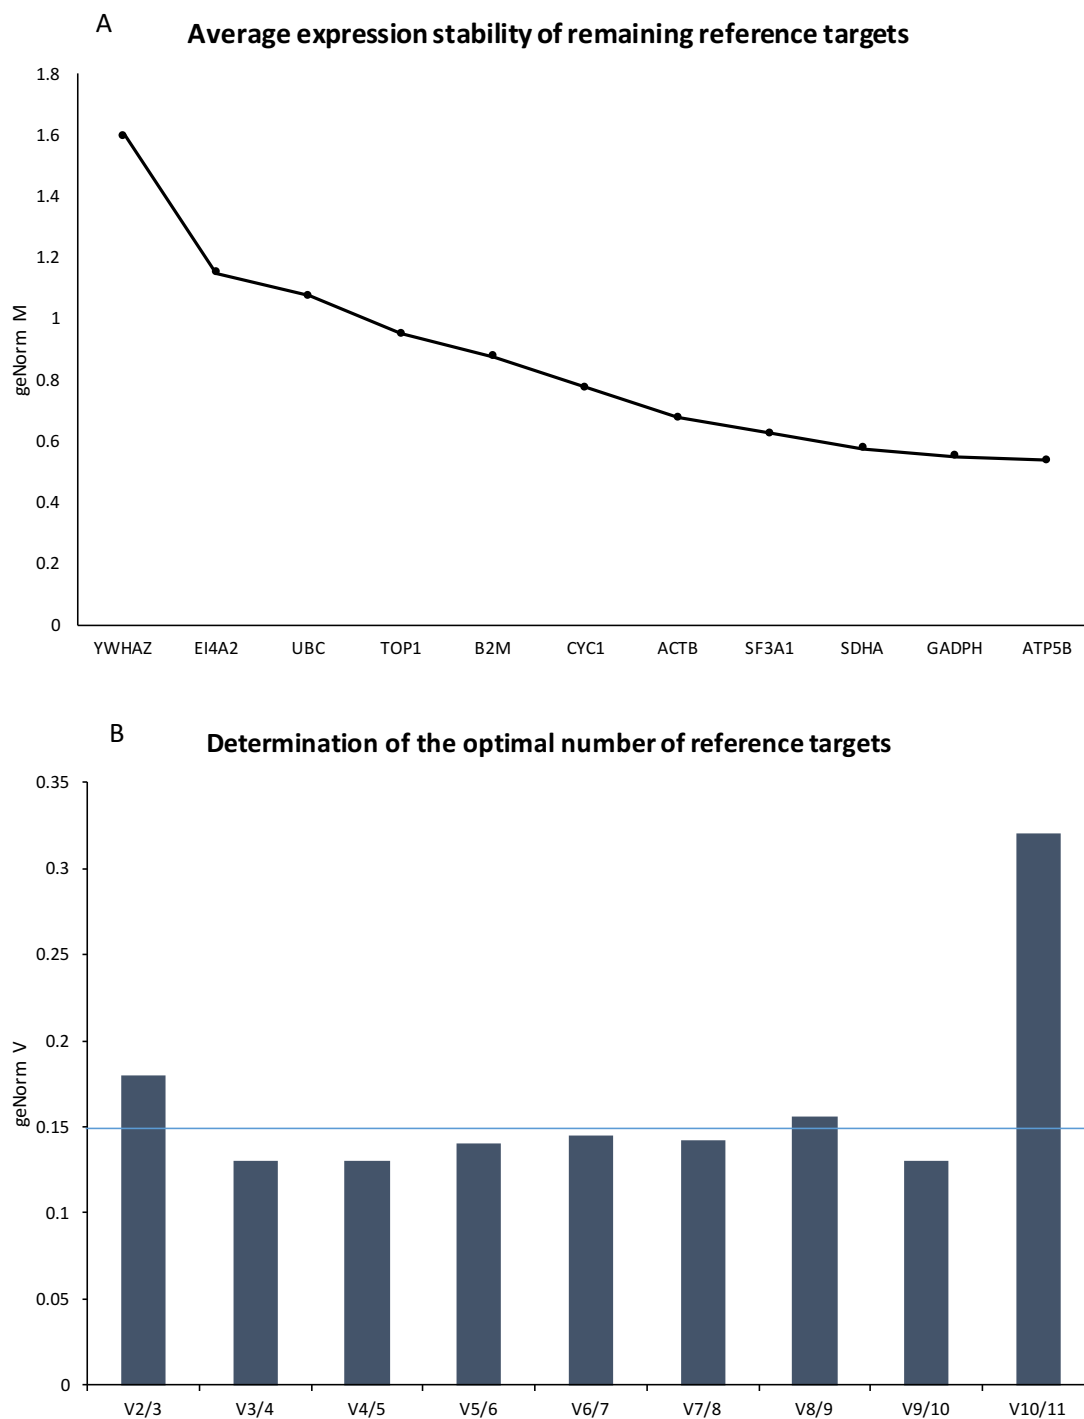 A
Average expression stability of remaining reference targets
1.8
1.6
1.4
1.2
1
0.8
0.6
0.4
0.2
0
geNorm M
YWHAZ EI4A2 UBC TOP1 B2M CYC1 ACTB SF3A1 SDHA GADPH ATP5B
B
Determination of the optimal number of reference targets
0.35
0.3
0.25
0.2
0.15
0.1
0.05
0
geNorm V
V2/3 V3/4 V4/5 V5/6 V6/7 V7/8 V8/9 V9/10 V10/11